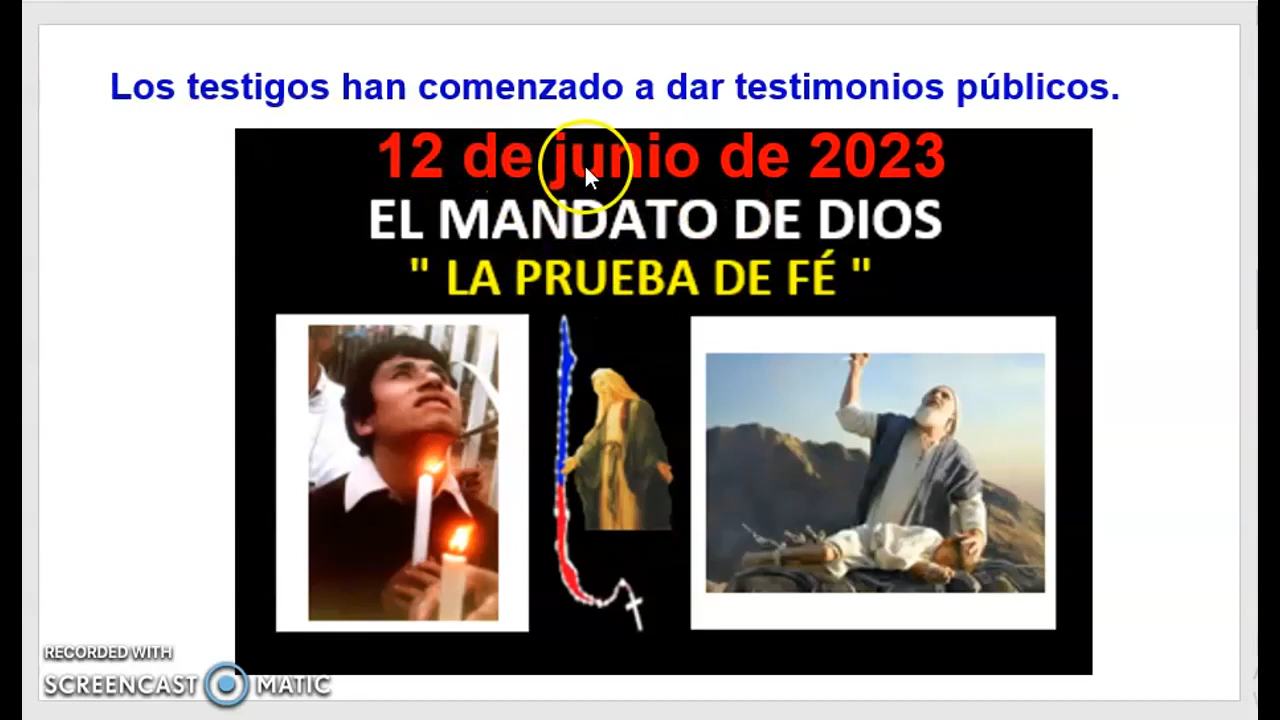 Los testigos han comenzado a dar testimonios públicos.
12 de junio de 2023
EL MANDATO DE DIOS
" LA PRUEBA DE FÉ "
RECORDED WITH
SCREENCAST MATIC